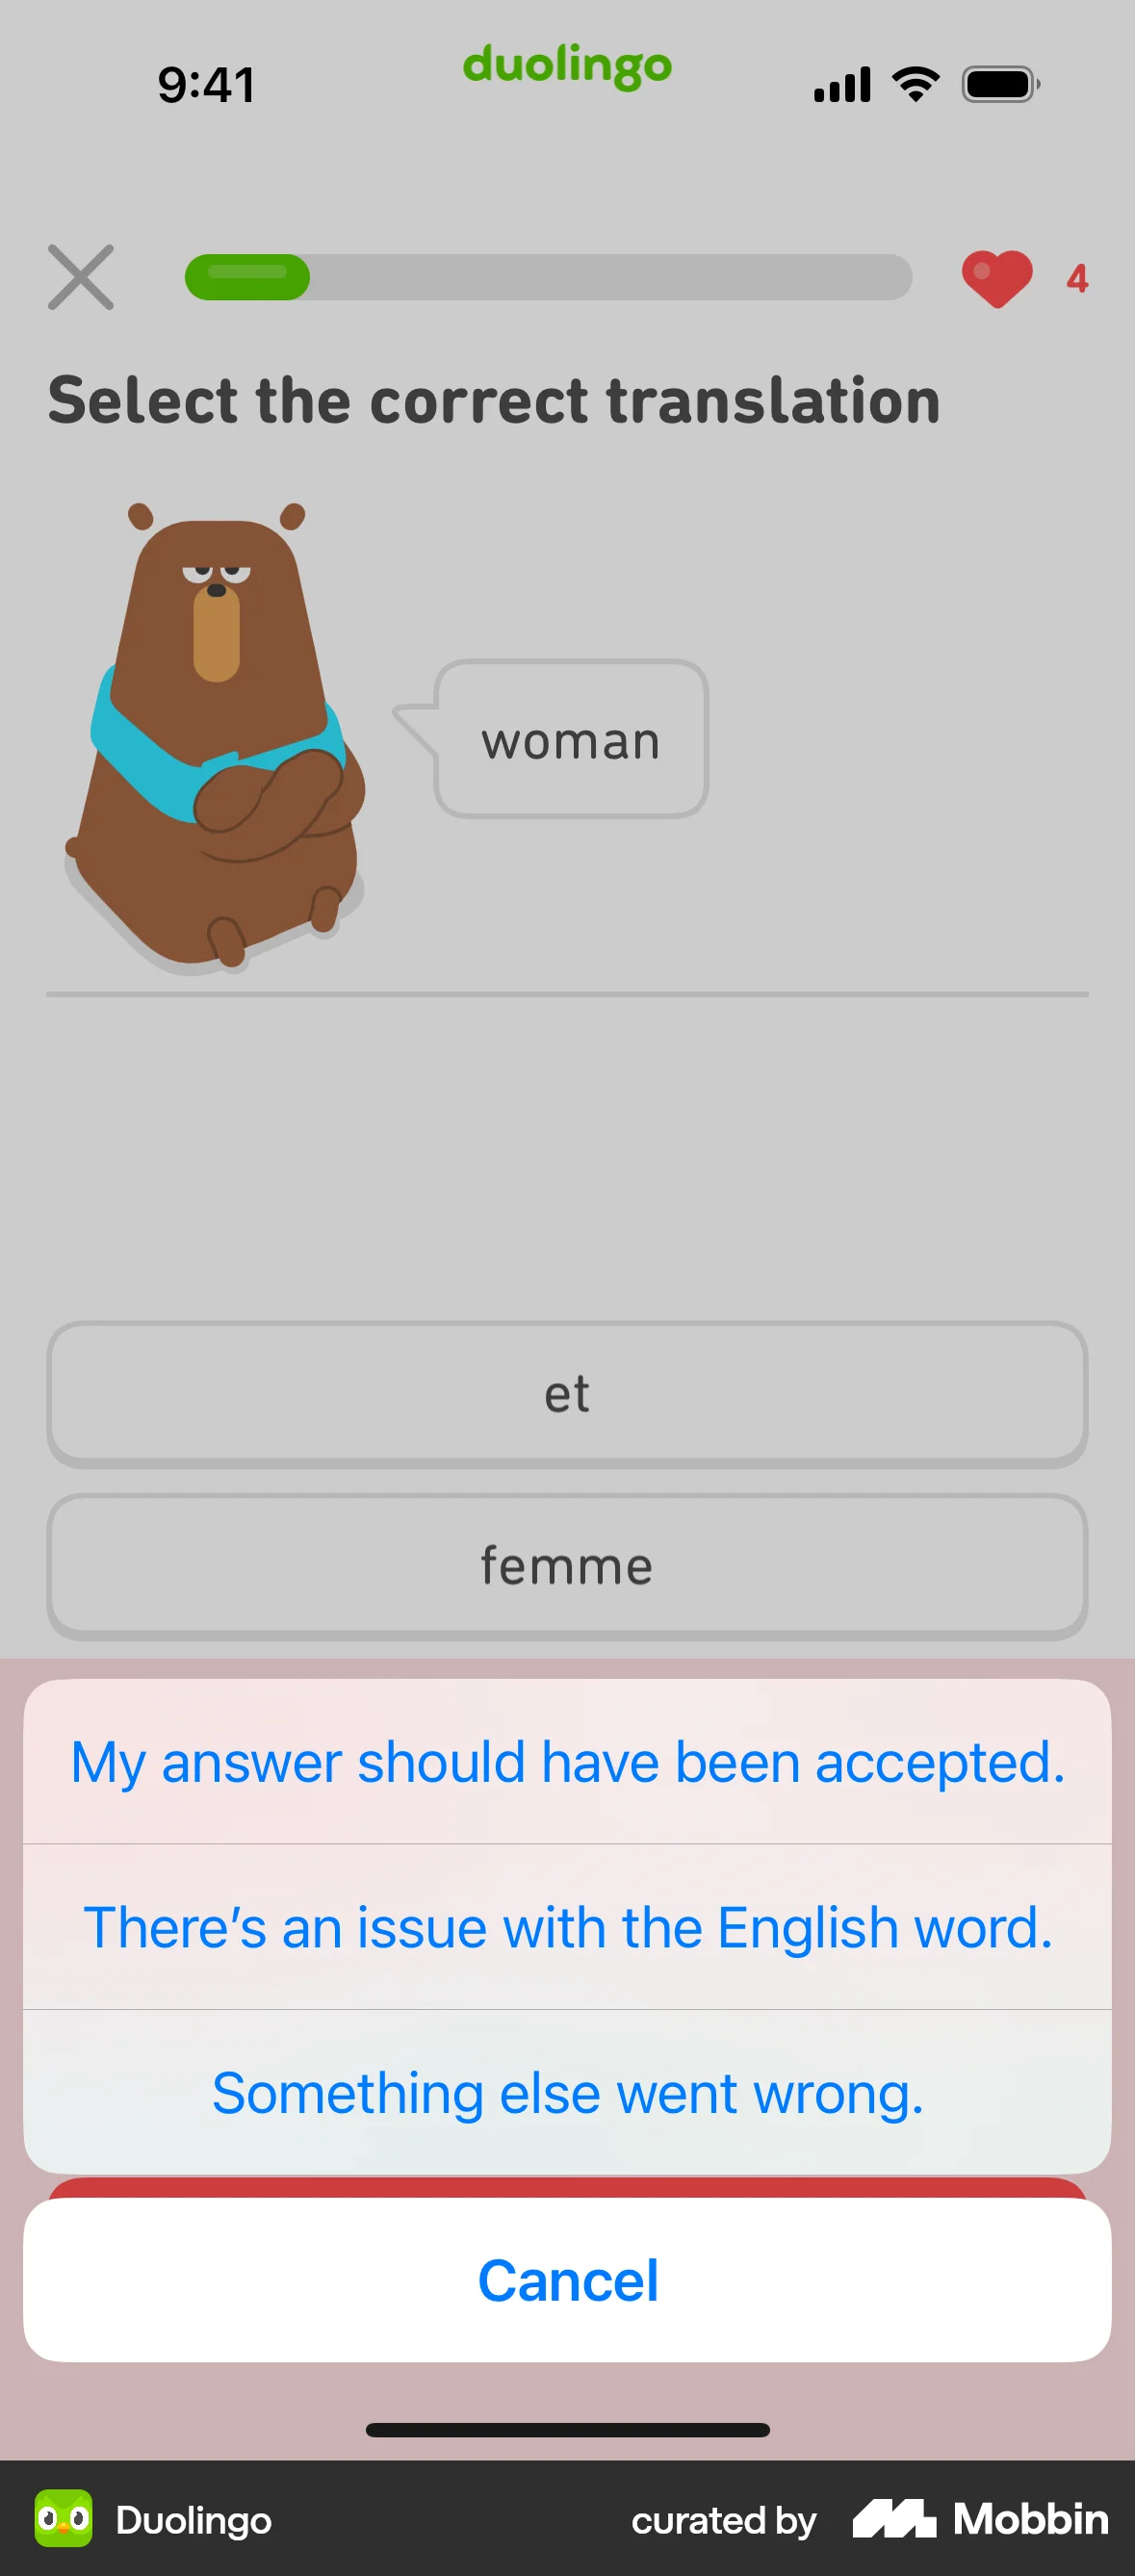 9:41
duolingo
4
Select the correct translation
woman
et
femme
My answer should have been accepted.
There's an issue with the English word.
Something else went wrong.
Cancel
Duolingo
curated by
Mobbin